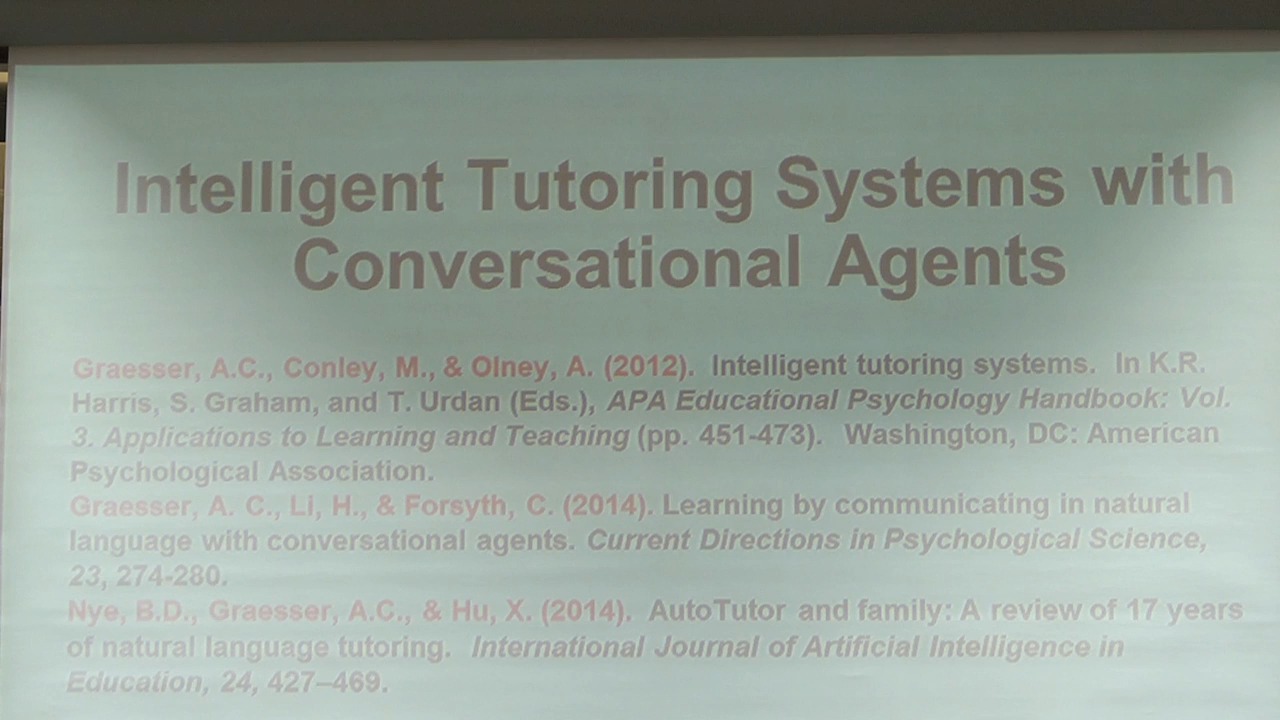 Intelligent Tutoring Systems with
Conversational Agents
Graesser, A.C., Conley, M., & Olney, A. (2012). Intelligent tutoring systems. In K.R.
Harris, S. Graham, and T. Urdan (Eds.), APA Educational Psychology Handbook: Vol.
3. Applications to Learning and Teaching (pp. 451-473). Washington, DC: American
Psychological Association.
Graesser, A. C., Li, H., & Forsyth, C. (2014). Learning by communicating in natural
language with conversational agents. Current Directions in Psychological Science,
23, 274-280.
Nye, B.D., Graesser, A.C., & Hu, X. (2014). AutoTutor and family: A review of 17 years
of natural language tutoring. International Journal of Artificial Intelligence in
Education, 24, 427–469.